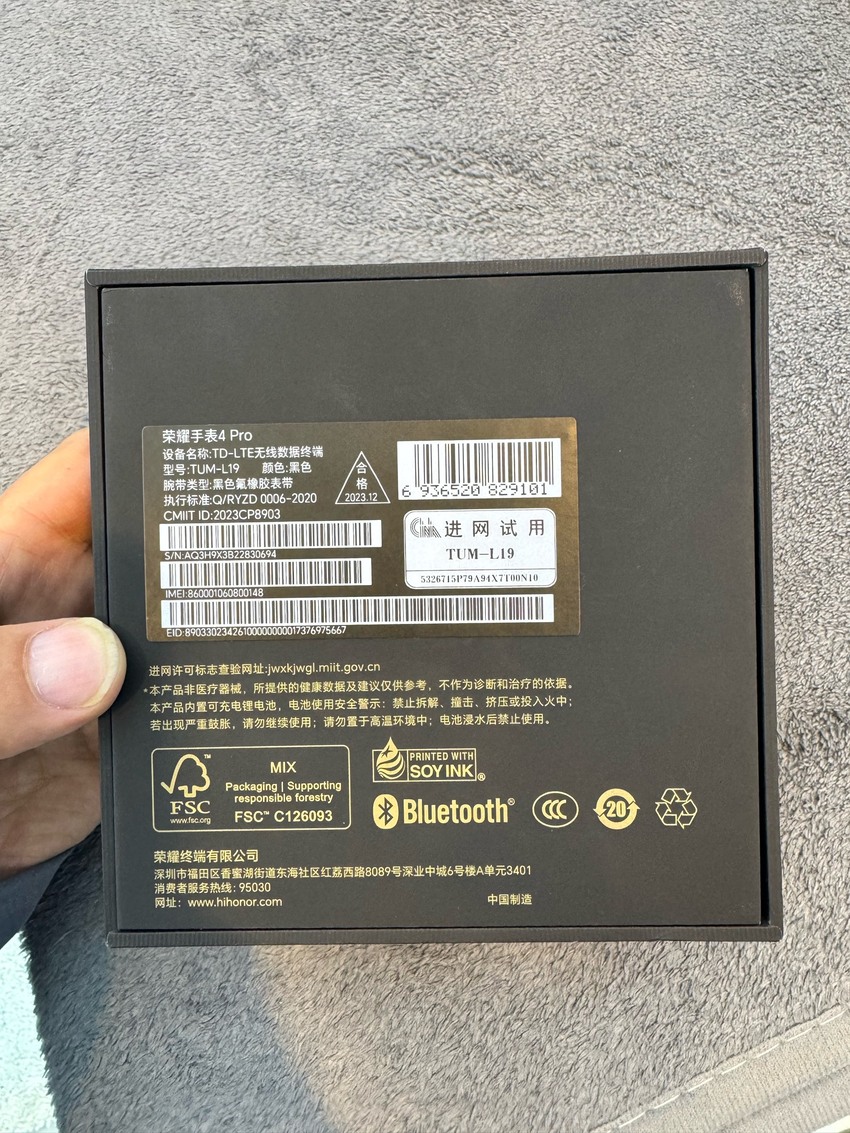 荣耀手表4 Pro
设备名称:TD-LTE无线数据终端
型号:TUM-L19 颜色:黑色
腕带类型:黑色氟橡胶表带
执行标准:Q/RYZD 0006-2020
CMIIT ID:2023CP8903
合
格
2023.12
6 936520 829101
S/N:AQ3H9X3B22830694
进网试用
TUM-L19
5326715P79A94X7T00N10
IMEI:860001060800148
EID:89033023426100000000017376975667
进网许可标志查验网址:jwxkjwgl.miit.gov.cn
*本产品非医疗器械，所提供的健康数据及建议仅供参考，不作为诊断和治疗的依据。
本产品内置可充电锂电池，电池使用安全警示：禁止拆解、撞击、挤压或投入火中；
若出现严重鼓胀，请勿继续使用；请勿置于高温环境中；电池浸水后禁止使用。
FSC
www.fsc.org
MIX
Packaging | Supporting
responsible forestry
FSC™ C126093
PRINTED WITH
SOY INK®
Bluetooth®
CCC
20
荣耀终端有限公司
深圳市福田区香蜜湖街道东海社区红荔西路8089号深业中城6号楼A单元3401
消费者服务热线: 95030
网址：www.hihonor.com
中国制造